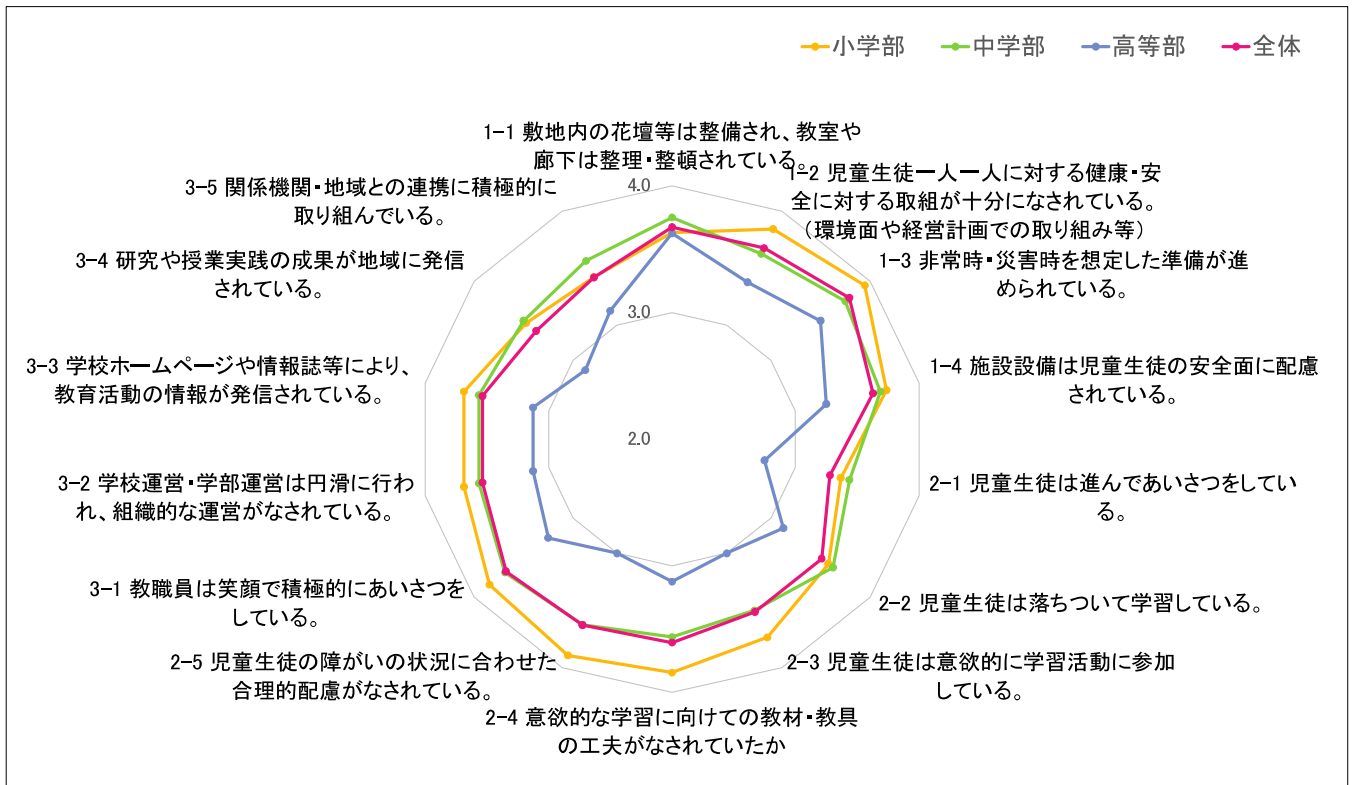 小学部 中学部 高等部 全体
1-1 敷地内の花壇等は整備され、教室や
廊下は整理・整頓されている。
1-2 児童生徒一人一人に対する健康・安
全に対する取組が十分になされている。
（環境面や経営計画での取り組み等）
1-3 非常時・災害時を想定した準備が進
められている。
1-4 施設設備は児童生徒の安全面に配慮
されている。
2-1 児童生徒は進んであいさつをしてい
る。
2-2 児童生徒は落ちついて学習している。
2-3 児童生徒は意欲的に学習活動に参加
している。
2-4 意欲的な学習に向けての教材・教具
の工夫がなされていたか
2-5 児童生徒の障がいの状況に合わせた
合理的配慮がなされている。
3-1 教職員は笑顔で積極的にあいさつを
している。
3-2 学校運営・学部運営は円滑に行わ
れ、組織的な運営がなされている。
3-3 学校ホームページや情報誌等により、
教育活動の情報が発信されている。
3-4 研究や授業実践の成果が地域に発信
されている。
3-5 関係機関・地域との連携に積極的に
取り組んでいる。
4.0
3.0
2.0